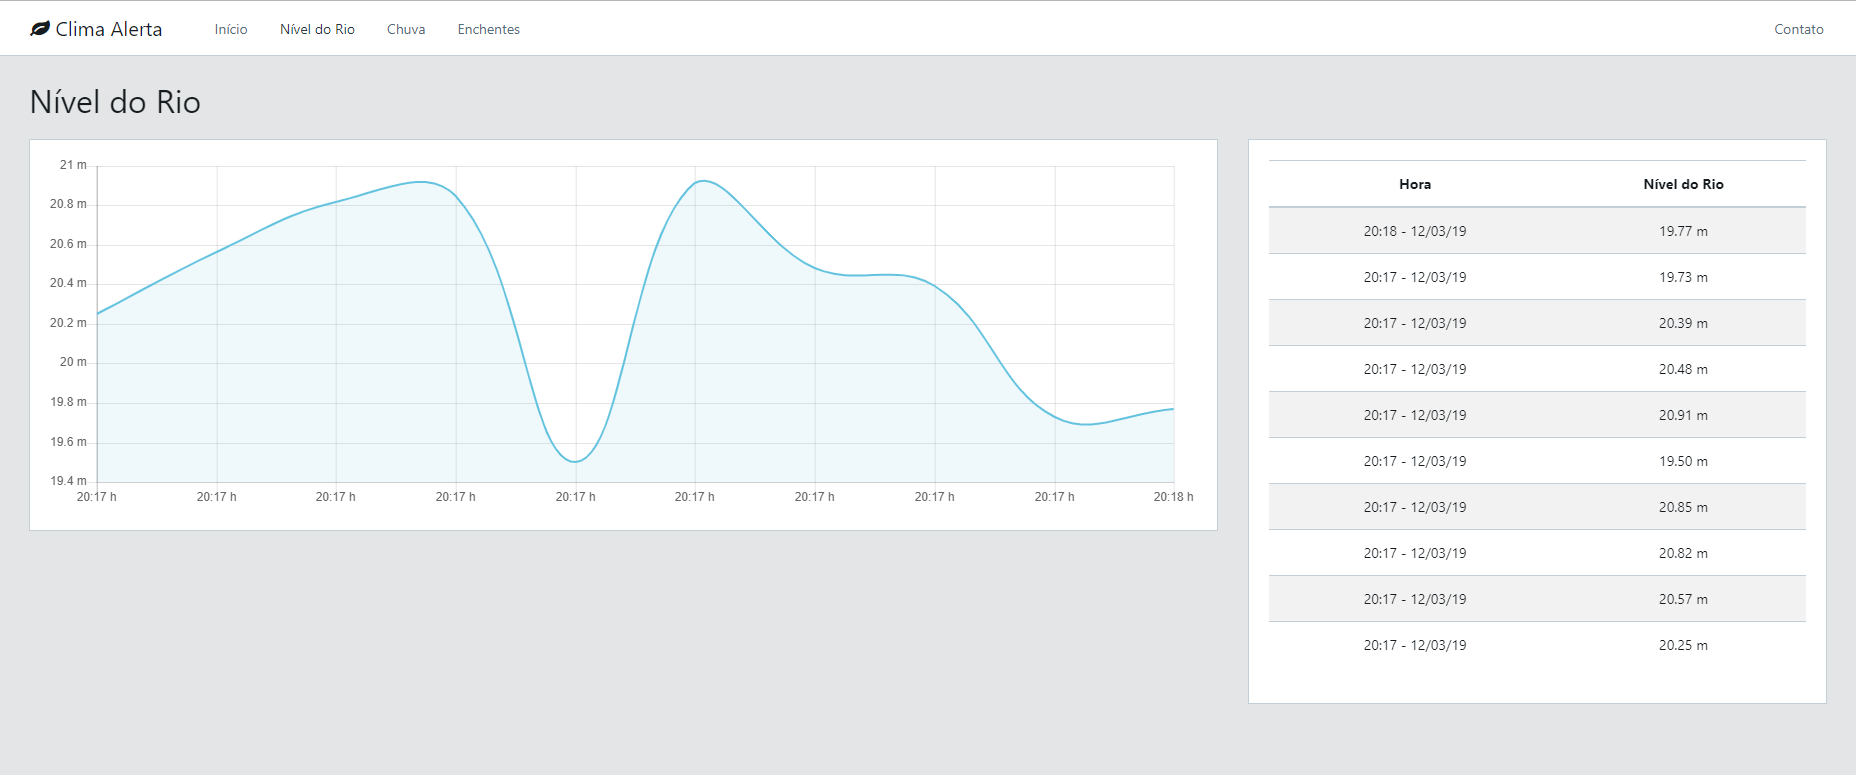 Clima Alerta Início Nível do Rio Chuva Enchentes Contato
Nível do Rio
21 m
20.8 m
20.6 m
20.4 m
20.2 m
20 m
19.8 m
19.6 m
19.4 m
20:17 h 20:17 h 20:17 h 20:17 h 20:17 h 20:17 h 20:17 h 20:17 h 20:17 h 20:18 h
Hora Nível do Rio
20:18 - 12/03/19 19.77 m
20:17 - 12/03/19 19.73 m
20:17 - 12/03/19 20.39 m
20:17 - 12/03/19 20.48 m
20:17 - 12/03/19 20.91 m
20:17 - 12/03/19 19.50 m
20:17 - 12/03/19 20.85 m
20:17 - 12/03/19 20.82 m
20:17 - 12/03/19 20.57 m
20:17 - 12/03/19 20.25 m